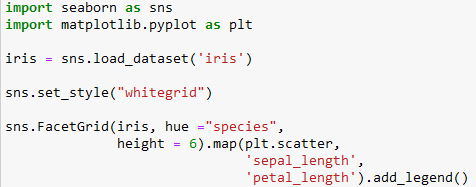 import seaborn as sns
import matplotlib.pyplot as plt

iris = sns.load_dataset('iris')

sns.set_style("whitegrid")

sns.FacetGrid(iris, hue ="species",
              height = 6).map(plt.scatter,
                              'sepal_length',
                              'petal_length').add_legend()